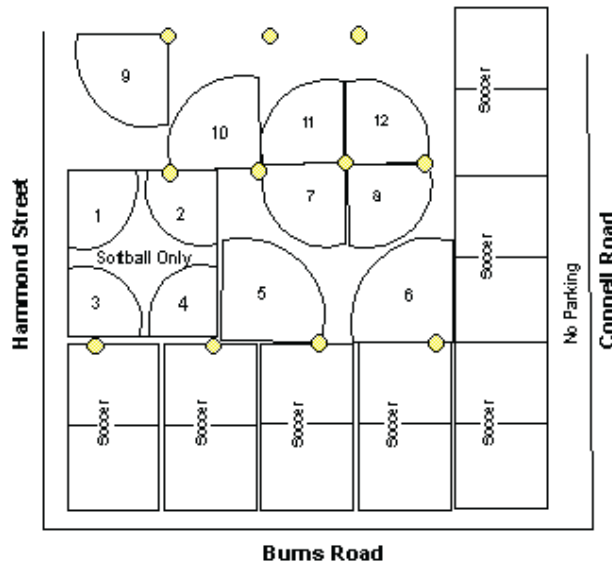 Soccer
9
10
11
12
1
2
7
8
Softball Only
3
4
5
6
Soccer
Hammond Street
No Parking
Connell Road
Soccer
Soccer
Soccer
Soccer
Soccer
Burns Road